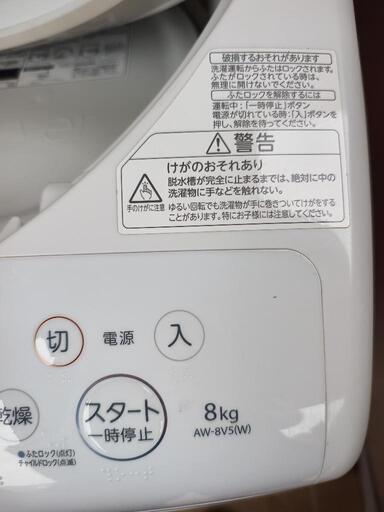 破損するおそれがあります
洗濯運転からふたはロックされます。
ふたがロックされている時は、
無理に開けないでください。
ふたロックを解除するには
運転中:「一時停止」ボタン
電源が切れている時:「入」ボタンを
押し、解除を待ってください。
警告
けがのおそれあり
脱水槽が完全に止まるまでは、絶対に中の
洗濯物に手などを触れない。
手のけがに注意
ゆるい回転でも洗濯物が手に巻きついてけがをする
ことがあります。特にお子様には注意してください。
切 電源 入
乾燥
スタート
一時停止
8kg
AW-8V5(W)
ふたロック(点灯)
チャイルドロック(点滅)